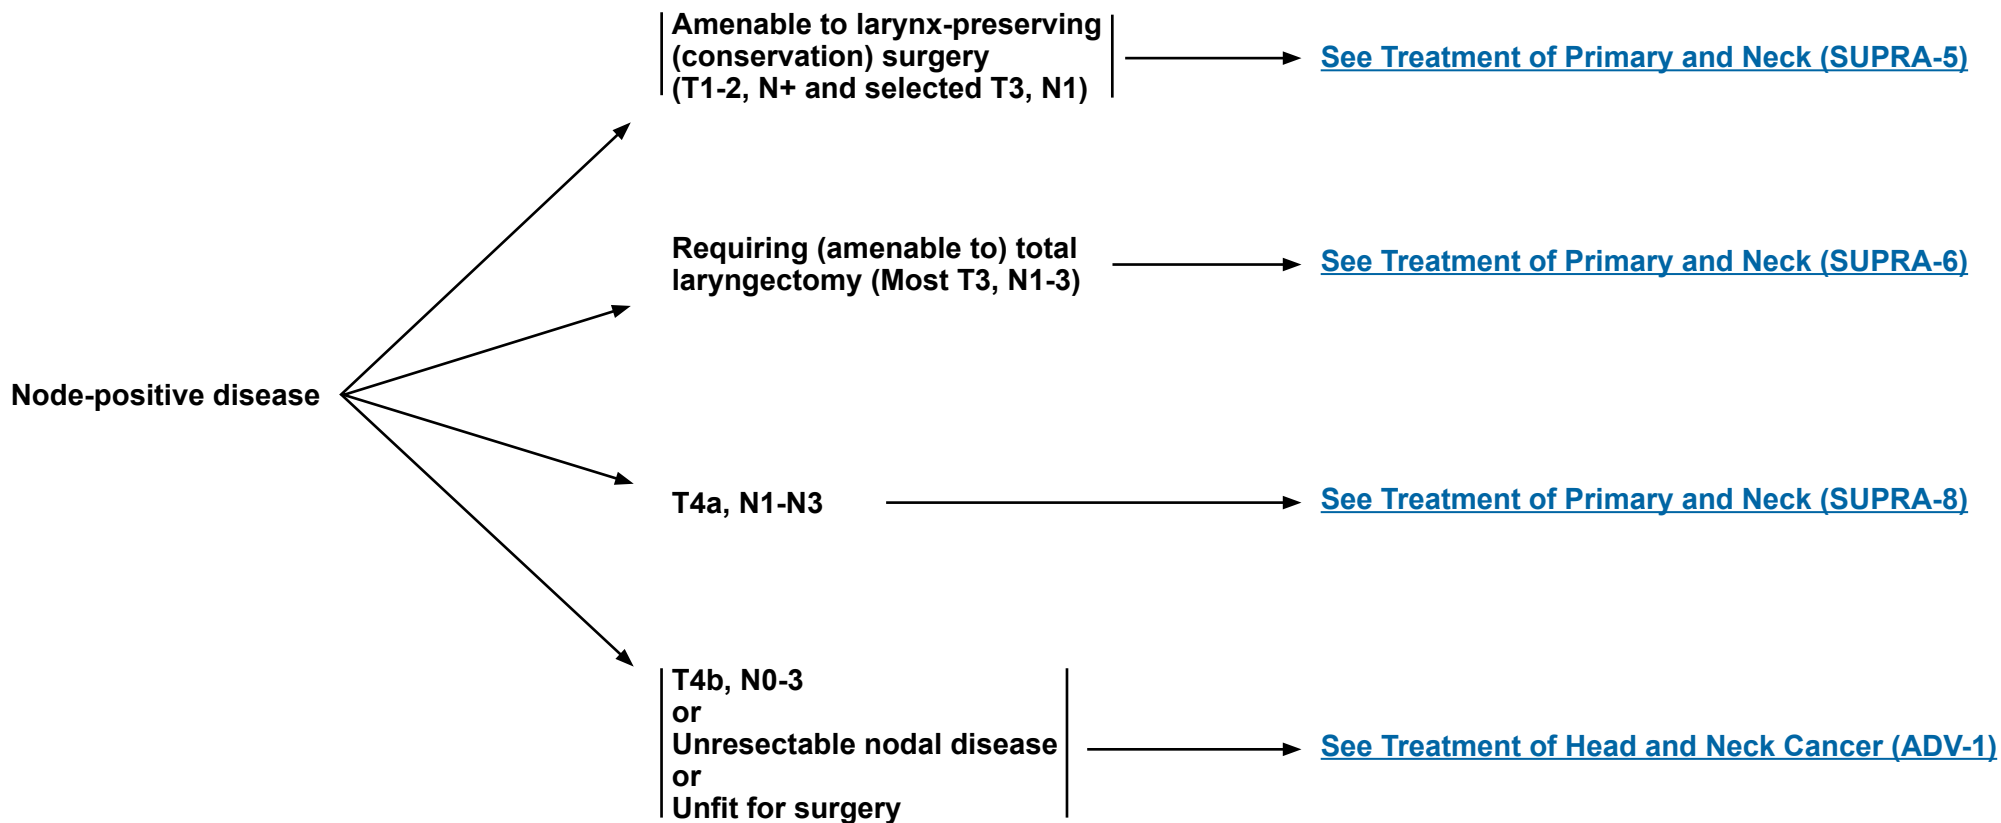 Amenable to larynx-preserving
(conservation) surgery
(T1-2, N+ and selected T3, N1)
See Treatment of Primary and Neck (SUPRA-5)
Requiring (amenable to) total
laryngectomy (Most T3, N1-3)
See Treatment of Primary and Neck (SUPRA-6)
Node-positive disease
T4a, N1-N3
See Treatment of Primary and Neck (SUPRA-8)
T4b, N0-3
or
Unresectable nodal disease
or
Unfit for surgery
See Treatment of Head and Neck Cancer (ADV-1)